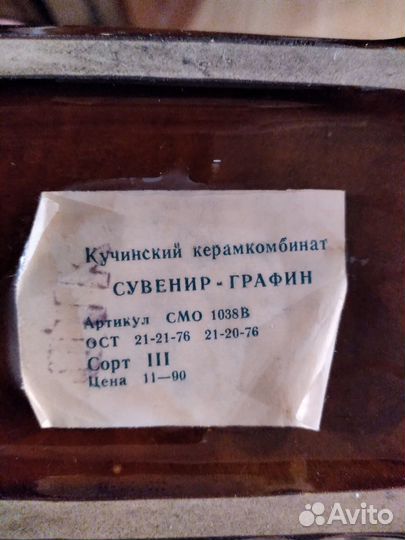 Кучинский керамкомбинат
СУВЕНИР - ГРАФИН
Артикул СМО 1038В
ОСТ 21-21-76 21-20-76
Сорт III
Цена 11—90
Avito